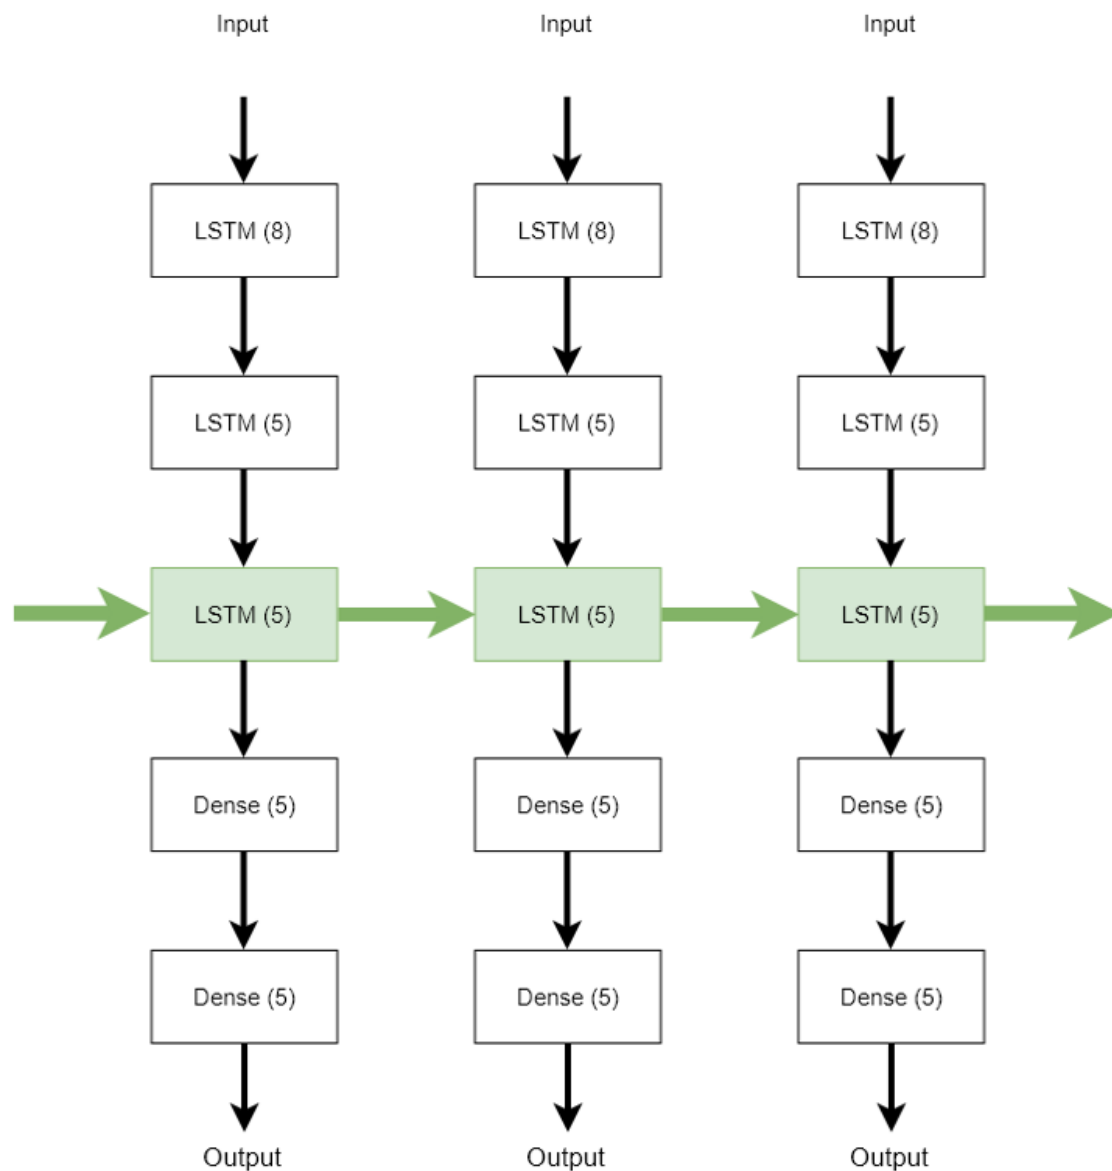 Input Input Input
LSTM (8) LSTM (8) LSTM (8)
LSTM (5) LSTM (5) LSTM (5)
LSTM (5) LSTM (5) LSTM (5)
Dense (5) Dense (5) Dense (5)
Dense (5) Dense (5) Dense (5)
Output Output Output